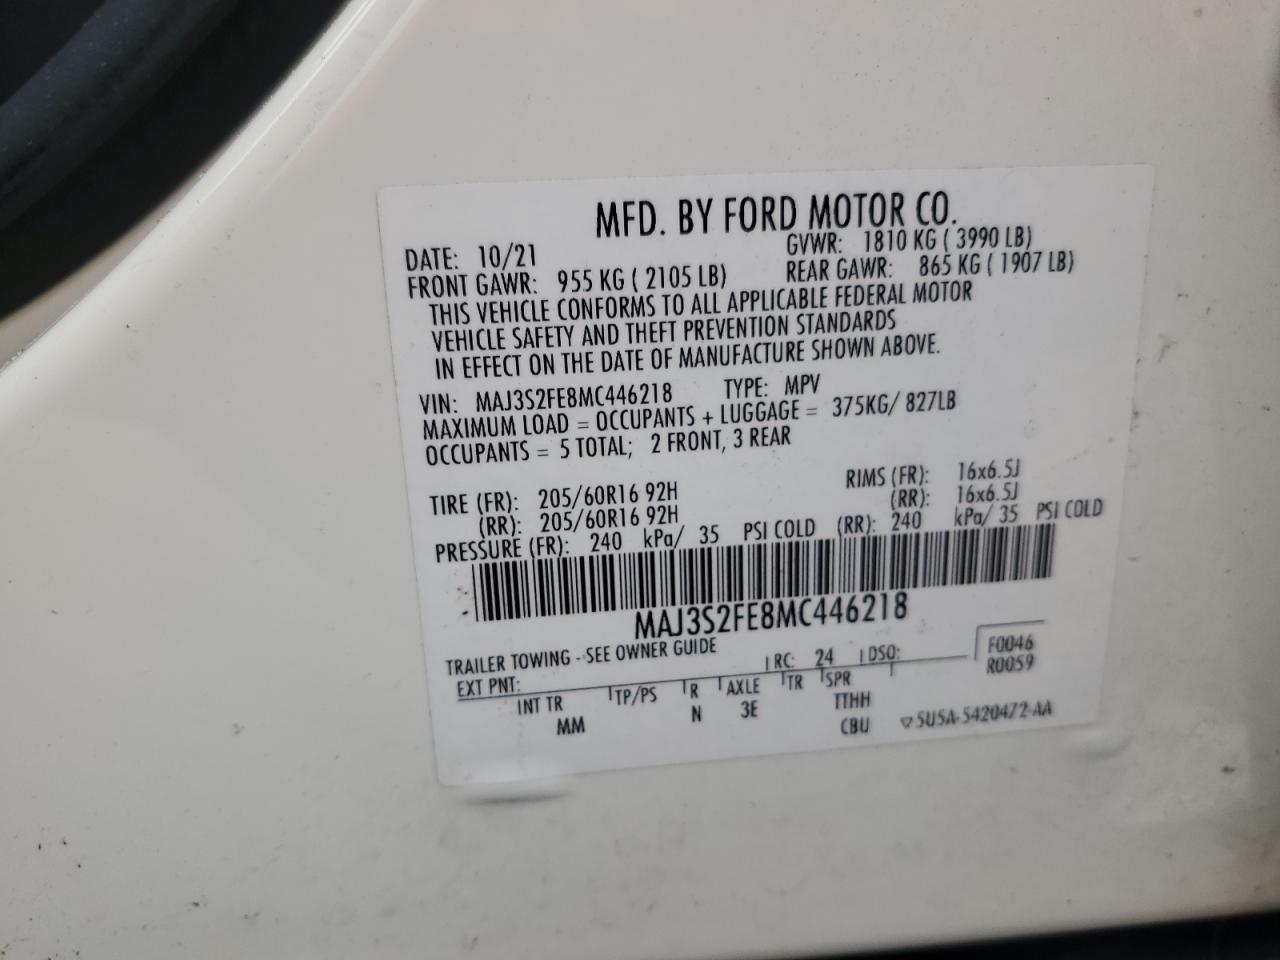 MFD. BY FORD MOTOR CO.
DATE: 10/21 GVWR: 1810 KG ( 3990 LB)
FRONT GAWR: 955 KG ( 2105 LB) REAR GAWR: 865 KG ( 1907 LB)
THIS VEHICLE CONFORMS TO ALL APPLICABLE FEDERAL MOTOR
VEHICLE SAFETY AND THEFT PREVENTION STANDARDS
IN EFFECT ON THE DATE OF MANUFACTURE SHOWN ABOVE.
VIN: MAJ3S2FE8MC446218 TYPE: MPV
MAXIMUM LOAD = OCCUPANTS + LUGGAGE = 375KG/ 827LB
OCCUPANTS = 5 TOTAL; 2 FRONT, 3 REAR
TIRE (FR): 205/60R16 92H RIMS (FR): 16x6.5J
(RR): 205/60R16 92H (RR): 16x6.5J
PRESSURE (FR): 240 kPa/ 35 PSI COLD (RR): 240 kPa/ 35 PSI COLD
MAJ3S2FE8MC446218
TRAILER TOWING - SEE OWNER GUIDE
EXT PNT: RC: 24 DSO: F0046
R0059
INT TR TP/PS R AXLE TR SPR
MM N 3E TTHH
CBU 5U5A-5420472-AA